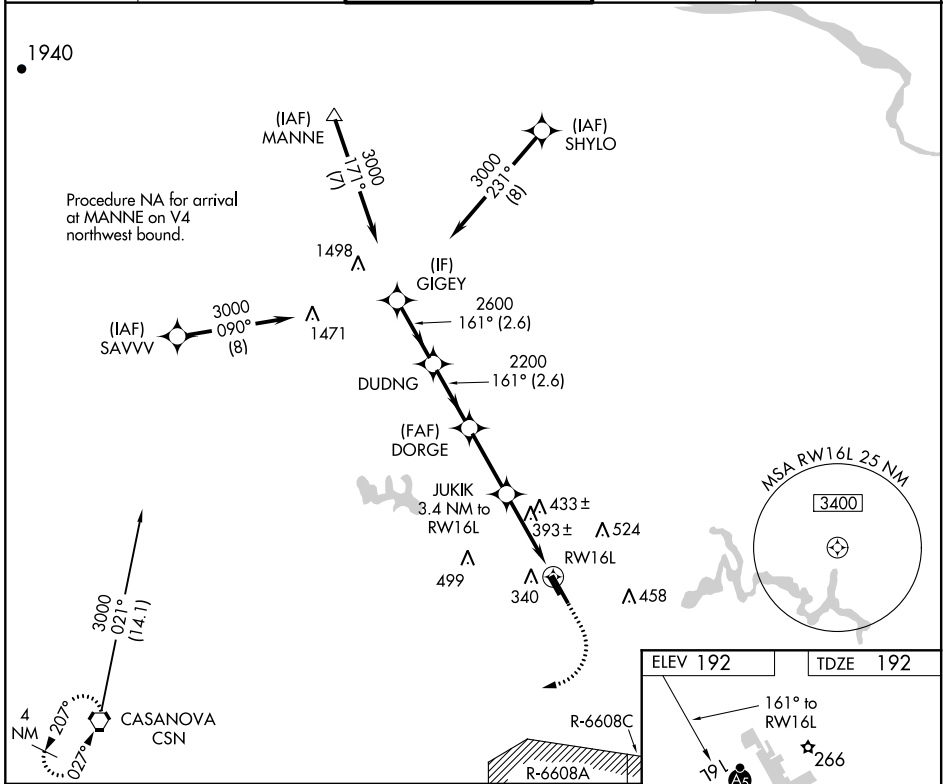 1940
(IAF)
MANNE
3000
171°
(7)
(IAF)
SHYLO
3000
231°
(8)
Procedure NA for arrival
at MANNE on V4
northwest bound.
1498
(IF)
GIGEY
3000
090°
(8)
(IAF)
SAVVV
1471
2600
161° (2.6)
DUDNG
2200
161° (2.6)
(FAF)
DORGE
JUKIK
3.4 NM to
RW16L
433±
393±
524
499
RW16L
340
458
MSA RW16L 25 NM
3400
3000
021°
(14.1)
4
NM
207°
027°
CASANOVA
CSN
R-6608C
R-6608A
ELEV 192
TDZE 192
161° to
RW16L
266
16L
A5